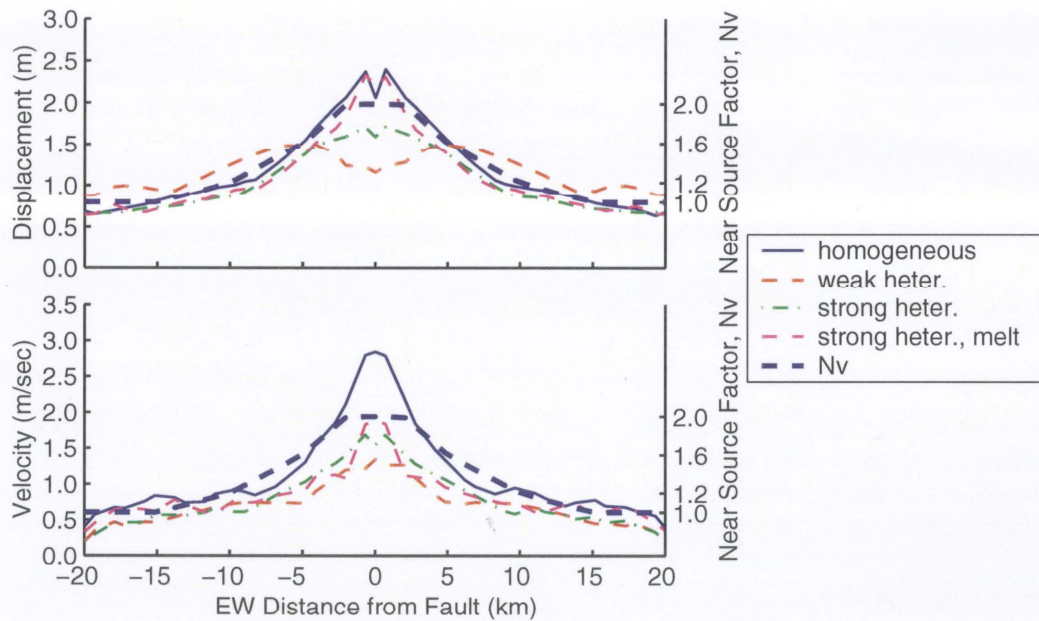 3.0
2.5
2.0
1.5
1.0
0.5
0.0
Displacement (m)
2.0
1.6
1.2
1.0
Near Source Factor, Nv
homogeneous
weak heter.
strong heter.
strong heter., melt
Nv
3.5
3.0
2.5
2.0
1.5
1.0
0.5
0.0
Velocity (m/sec)
2.0
1.6
1.2
1.0
Near Source Factor, Nv
−20 −15 −10 −5 0 5 10 15 20
EW Distance from Fault (km)